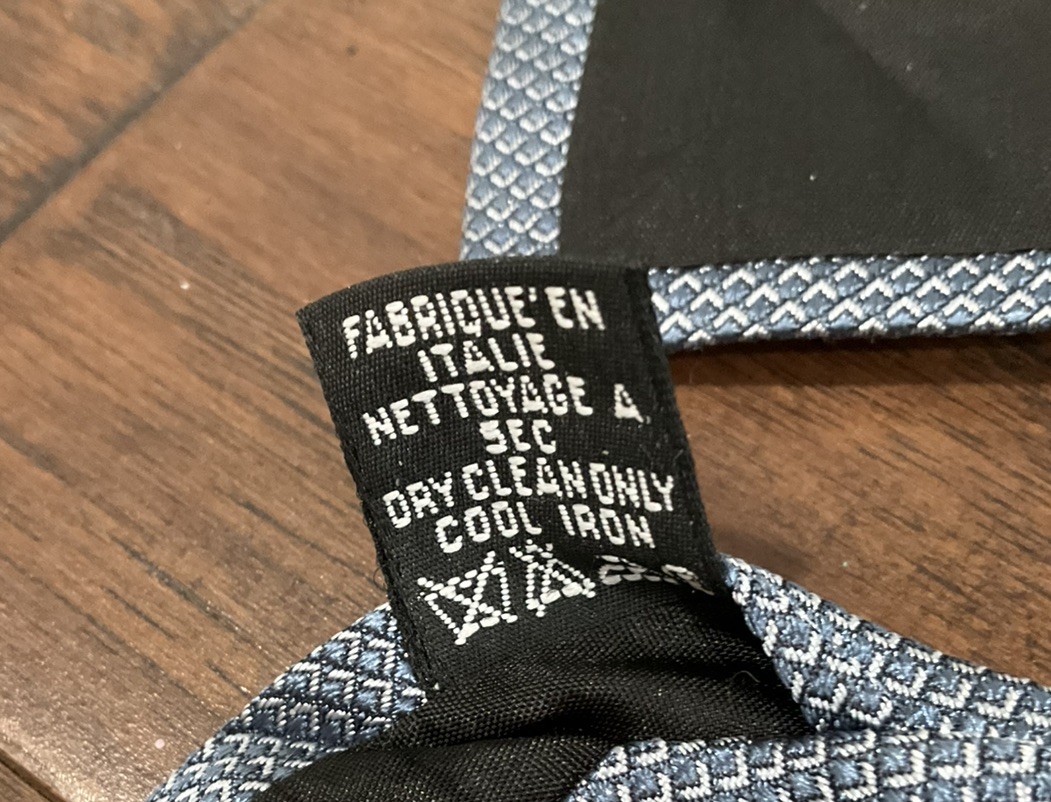 FABRIQUE' EN
ITALIE
NETTOYAGE A
SEC
DRY CLEAN ONLY
COOL IRON